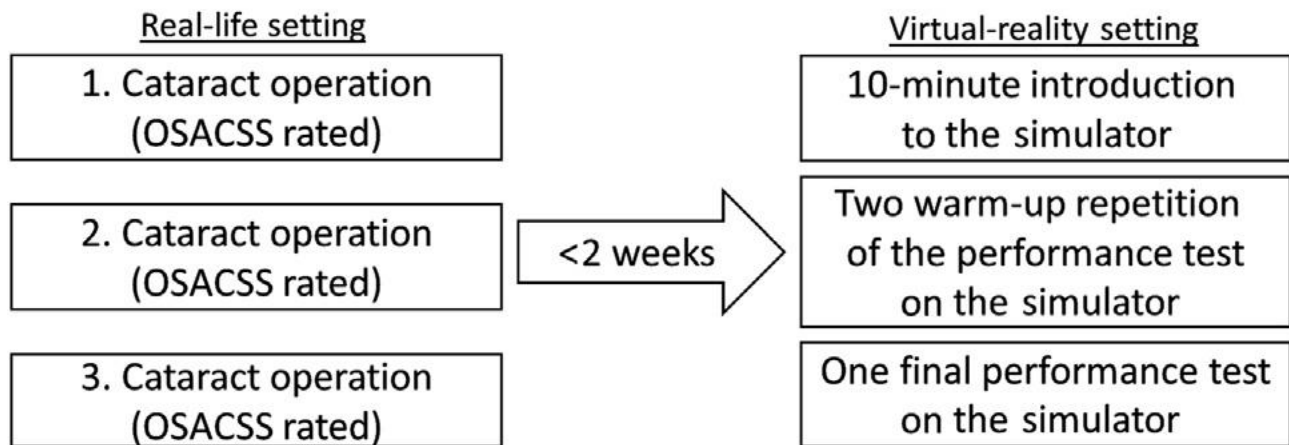 Real-life setting
1. Cataract operation
(OSACSS rated)
2. Cataract operation
(OSACSS rated)
3. Cataract operation
(OSACSS rated)
<2 weeks
Virtual-reality setting
10-minute introduction
to the simulator
Two warm-up repetition
of the performance test
on the simulator
One final performance test
on the simulator